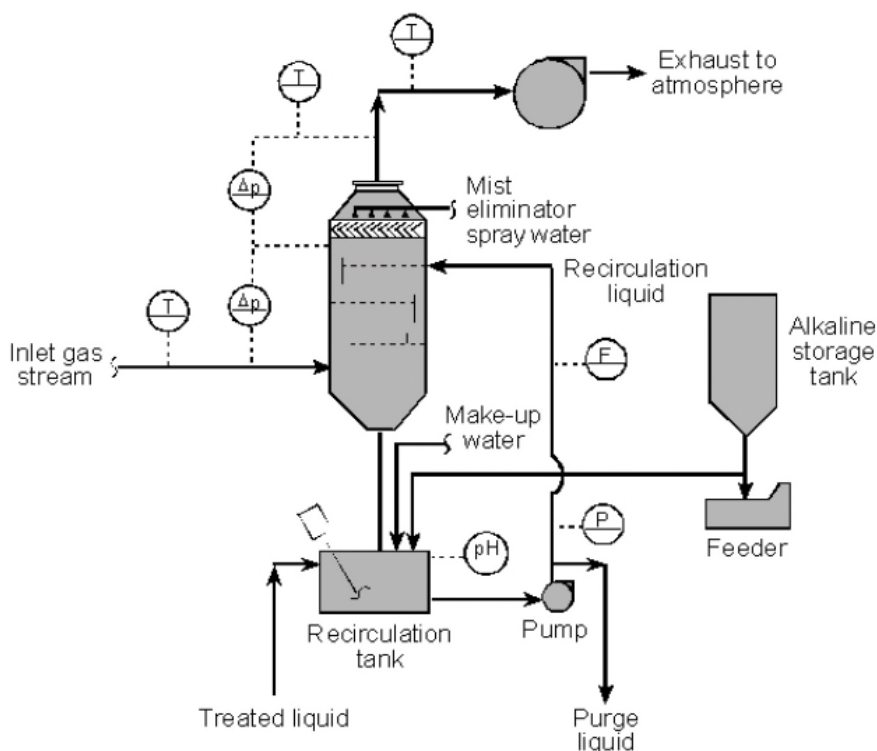 T
Exhaust to
atmosphere
T
Δp
Mist
eliminator
spray water
Recirculation
liquid
Alkaline
storage
tank
T
Δp
Inlet gas
stream
F
Make-up
water
P
Feeder
pH
Pump
Recirculation
tank
Treated liquid
Purge
liquid